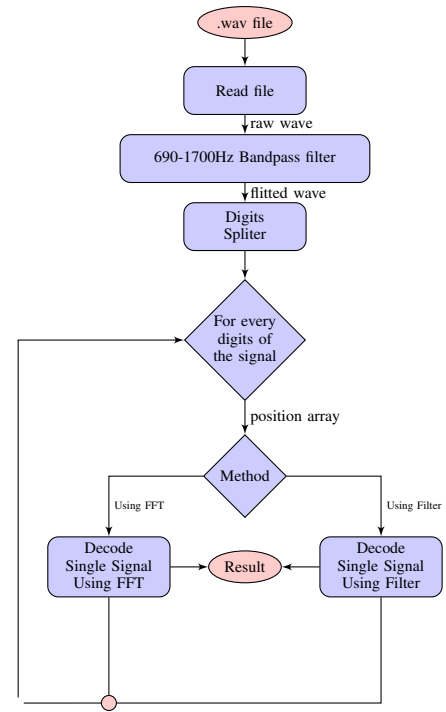 .wav file
Read file
raw wave
690-1700Hz Bandpass filter
flitted wave
Digits
Spliter
For every
digits of
the signal
position array
Method
Using FFT
Using Filter
Decode
Single Signal
Using FFT
Result
Decode
Single Signal
Using Filter